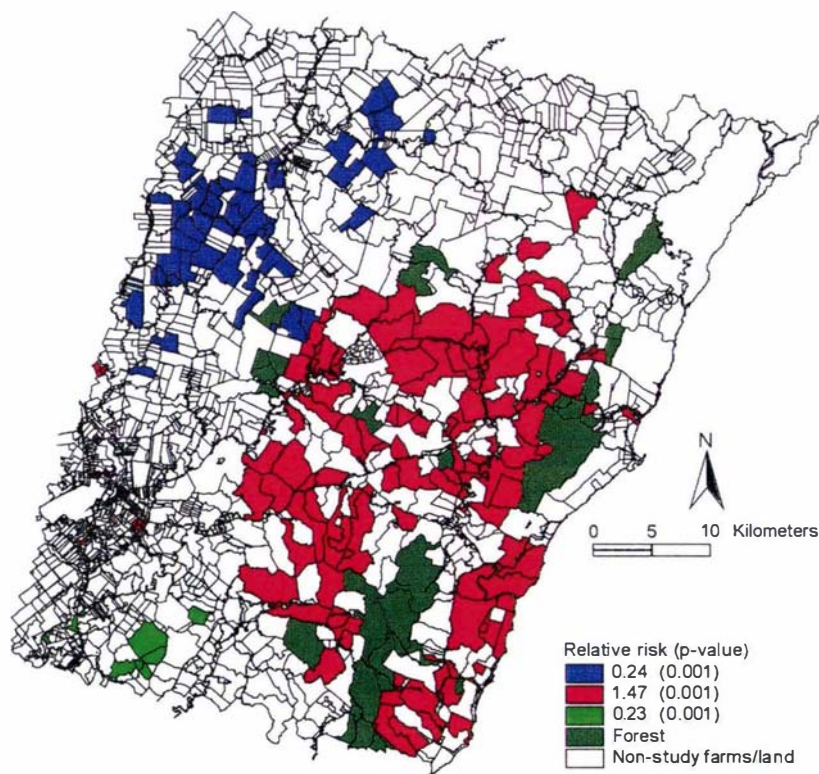 N
0 5 10 Kilometers
Relative risk (p-value)
0.24 (0.001)
1.47 (0.001)
0.23 (0.001)
Forest
Non-study farms/land